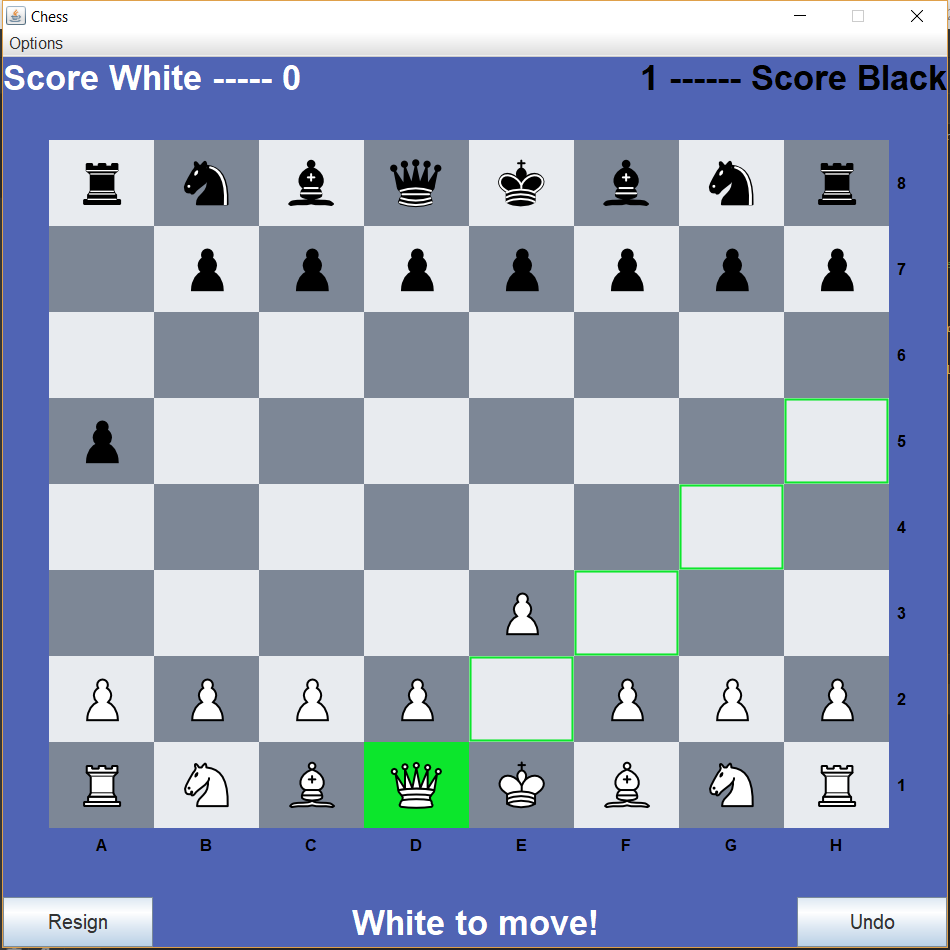 Chess
Options
Score White ----- 0
1 ------ Score Black
8
7
6
5
4
3
2
1
A B C D E F G H
Resign
White to move!
Undo